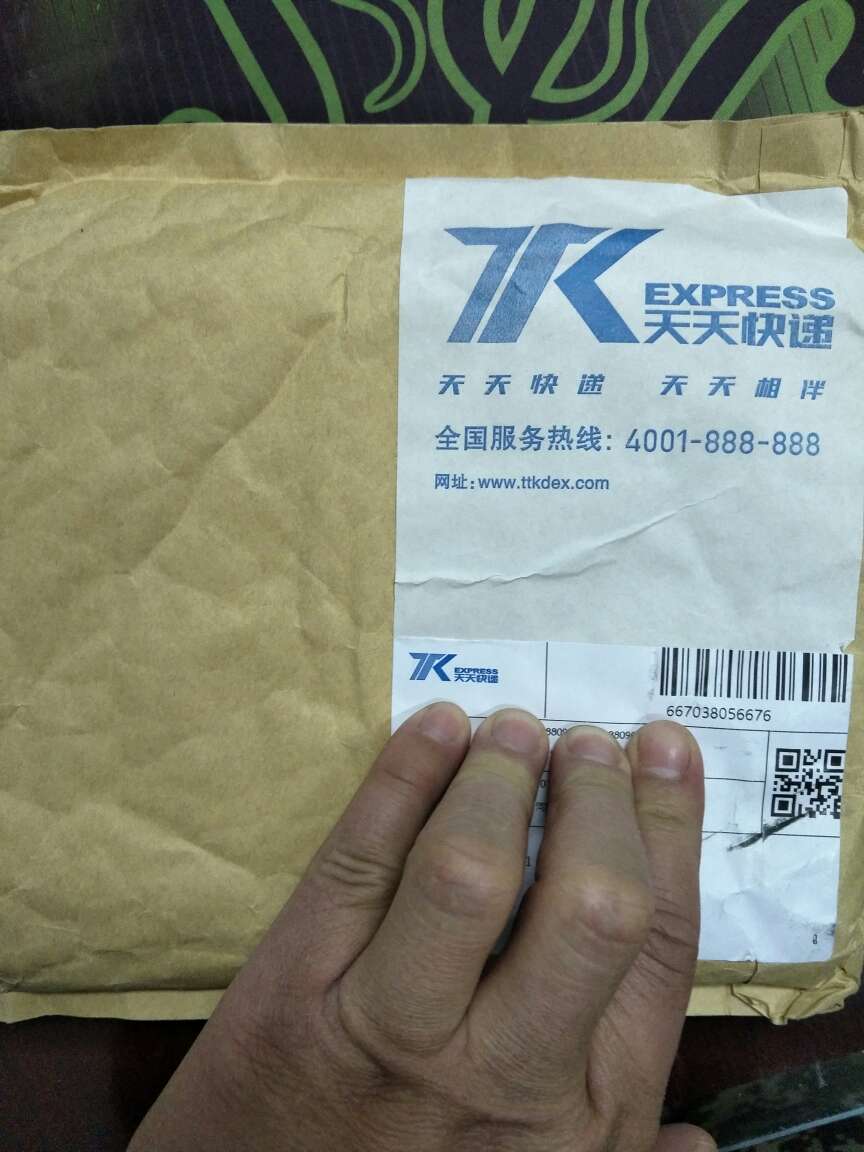 TTK EXPRESS
天天快递
天天快递 天天相伴
全国服务热线: 4001-888-888
网址: www.ttkdex.com
TTK EXPRESS
天天快递
667038056676